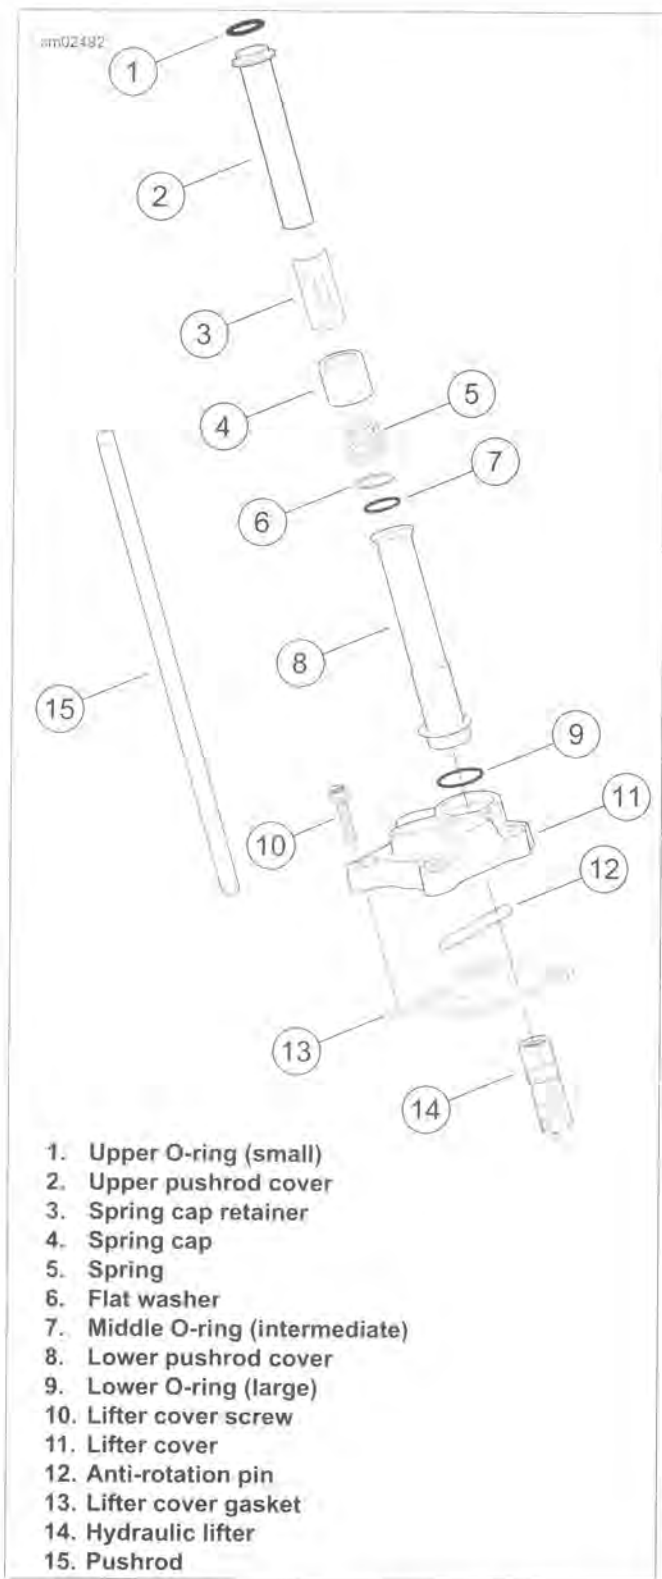 sm02482
1
2
3
4
5
7
6
8
15
9
10
11
12
13
14
1. Upper O-ring (small)
2. Upper pushrod cover
3. Spring cap retainer
4. Spring cap
5. Spring
6. Flat washer
7. Middle O-ring (intermediate)
8. Lower pushrod cover
9. Lower O-ring (large)
10. Lifter cover screw
11. Lifter cover
12. Anti-rotation pin
13. Lifter cover gasket
14. Hydraulic lifter
15. Pushrod